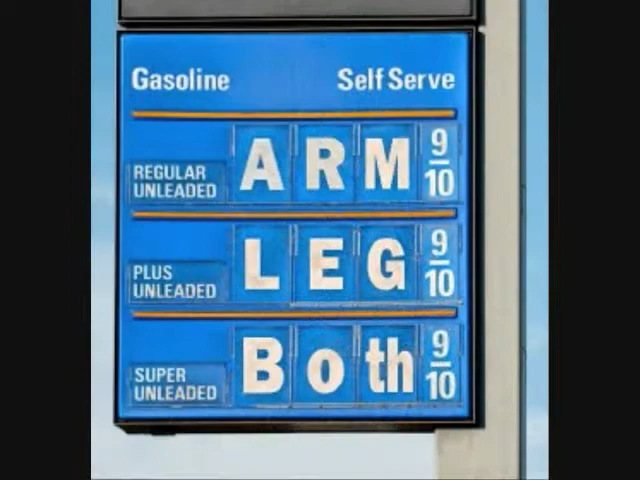 Gasoline Self Serve
REGULAR UNLEADED ARM 9/10
PLUS UNLEADED LEG 9/10
SUPER UNLEADED Both 9/10